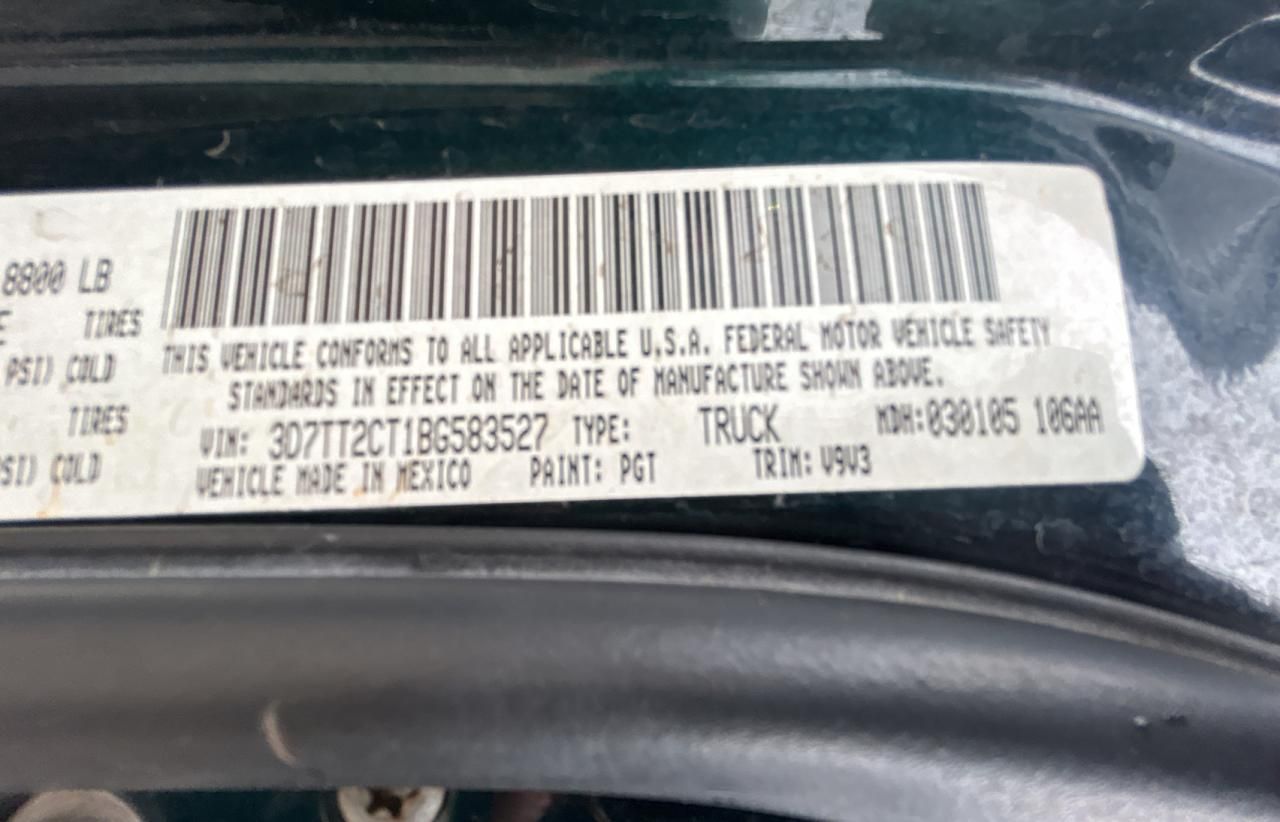 8800 LB
TIRES
PSI) COLD
TIRES
PSI) COLD
THIS VEHICLE CONFORMS TO ALL APPLICABLE U.S.A. FEDERAL MOTOR VEHICLE SAFETY
STANDARDS IN EFFECT ON THE DATE OF MANUFACTURE SHOWN ABOVE.
VIN: 3D7TT2CT1BG583527 TYPE: TRUCK MDH:030105 106AA
VEHICLE MADE IN MEXICO PAINT: PGT TRIM: V9V3